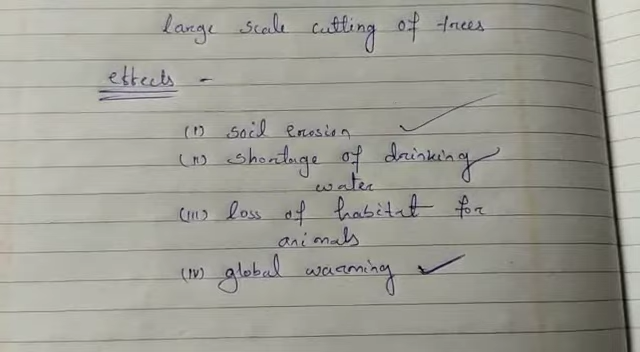 large scale cutting of trees
effects -
(i) soil erosion
(ii) shortage of drinking
water
(iii) loss of habitat for
animals
(iv) global warming